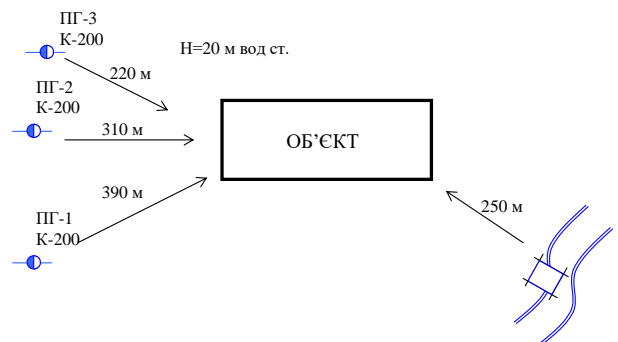 ПГ-3
К-200
Н=20 м вод ст.
220 м
ПГ-2
К-200
310 м
ОБ’ЄКТ
390 м
ПГ-1
К-200
250 м